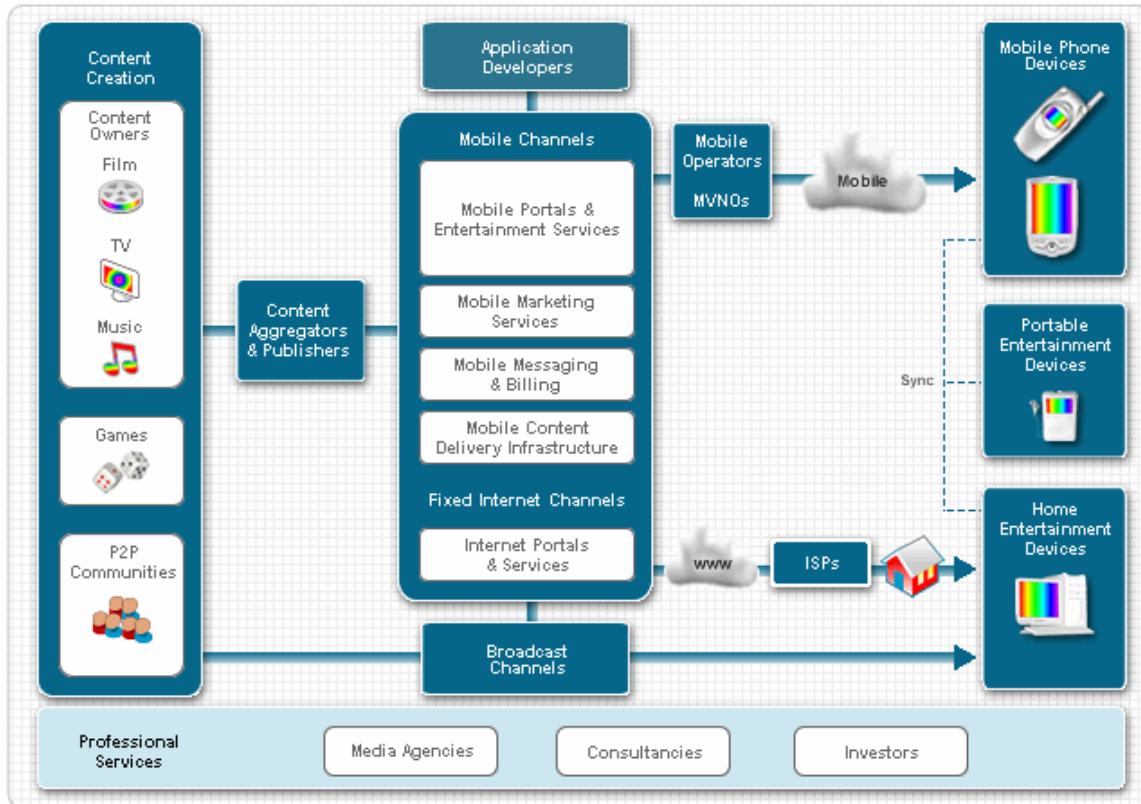 Content
Creation
Content
Owners
Film
TV
Music
Games
P2P
Communities
Content
Aggregators
& Publishers
Application
Developers
Mobile Channels
Mobile Portals &
Entertainment Services
Mobile Marketing
Services
Mobile Messaging
& Billing
Mobile Content
Delivery Infrastructure
Fixed Internet Channels
Internet Portals
& Services
Broadcast
Channels
Mobile
Operators
MVNOs
Mobile
www
ISPs
Sync
Mobile Phone
Devices
Portable
Entertainment
Devices
Home
Entertainment
Devices
Professional
Services
Media Agencies
Consultancies
Investors